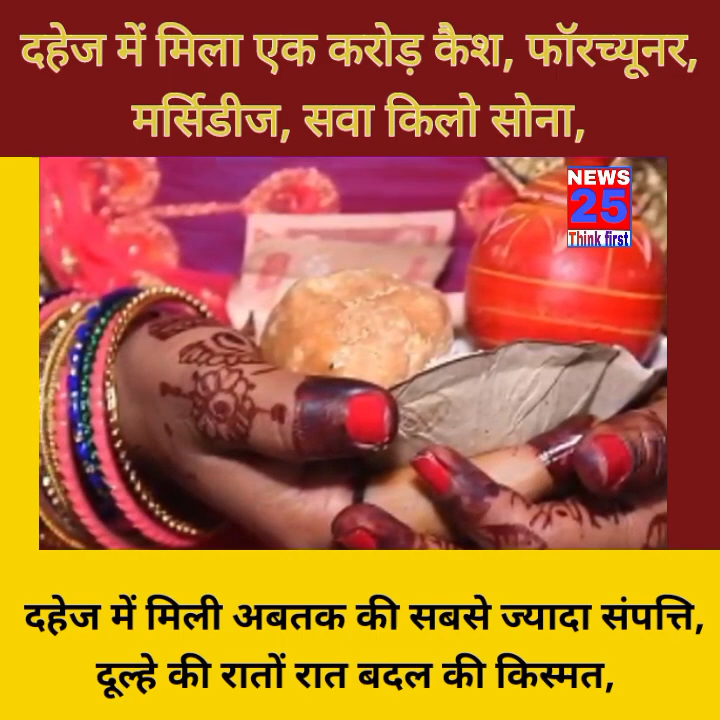 दहेज में मिला एक करोड़ कैश, फॉरच्यूनर,
मर्सिडीज, सवा किलो सोना,
NEWS
25
Think first
दहेज में मिली अबतक की सबसे ज्यादा संपत्ति,
दूल्हे की रातों रात बदल की किस्मत,